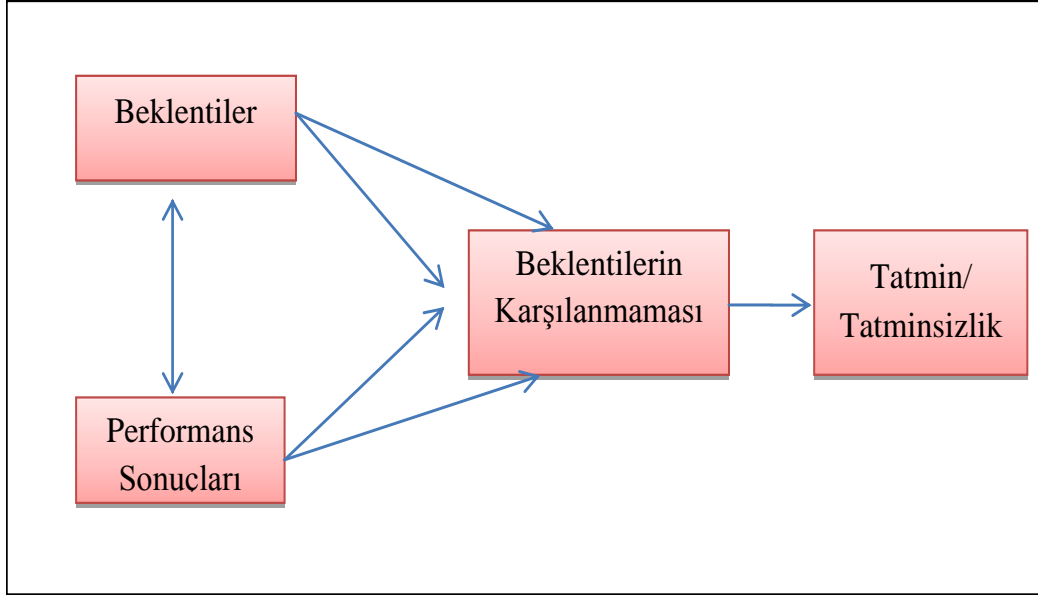 Beklentiler
Beklentilerin
Karşılanmaması
Tatmin/
Tatminsizlik
Performans
Sonuçları